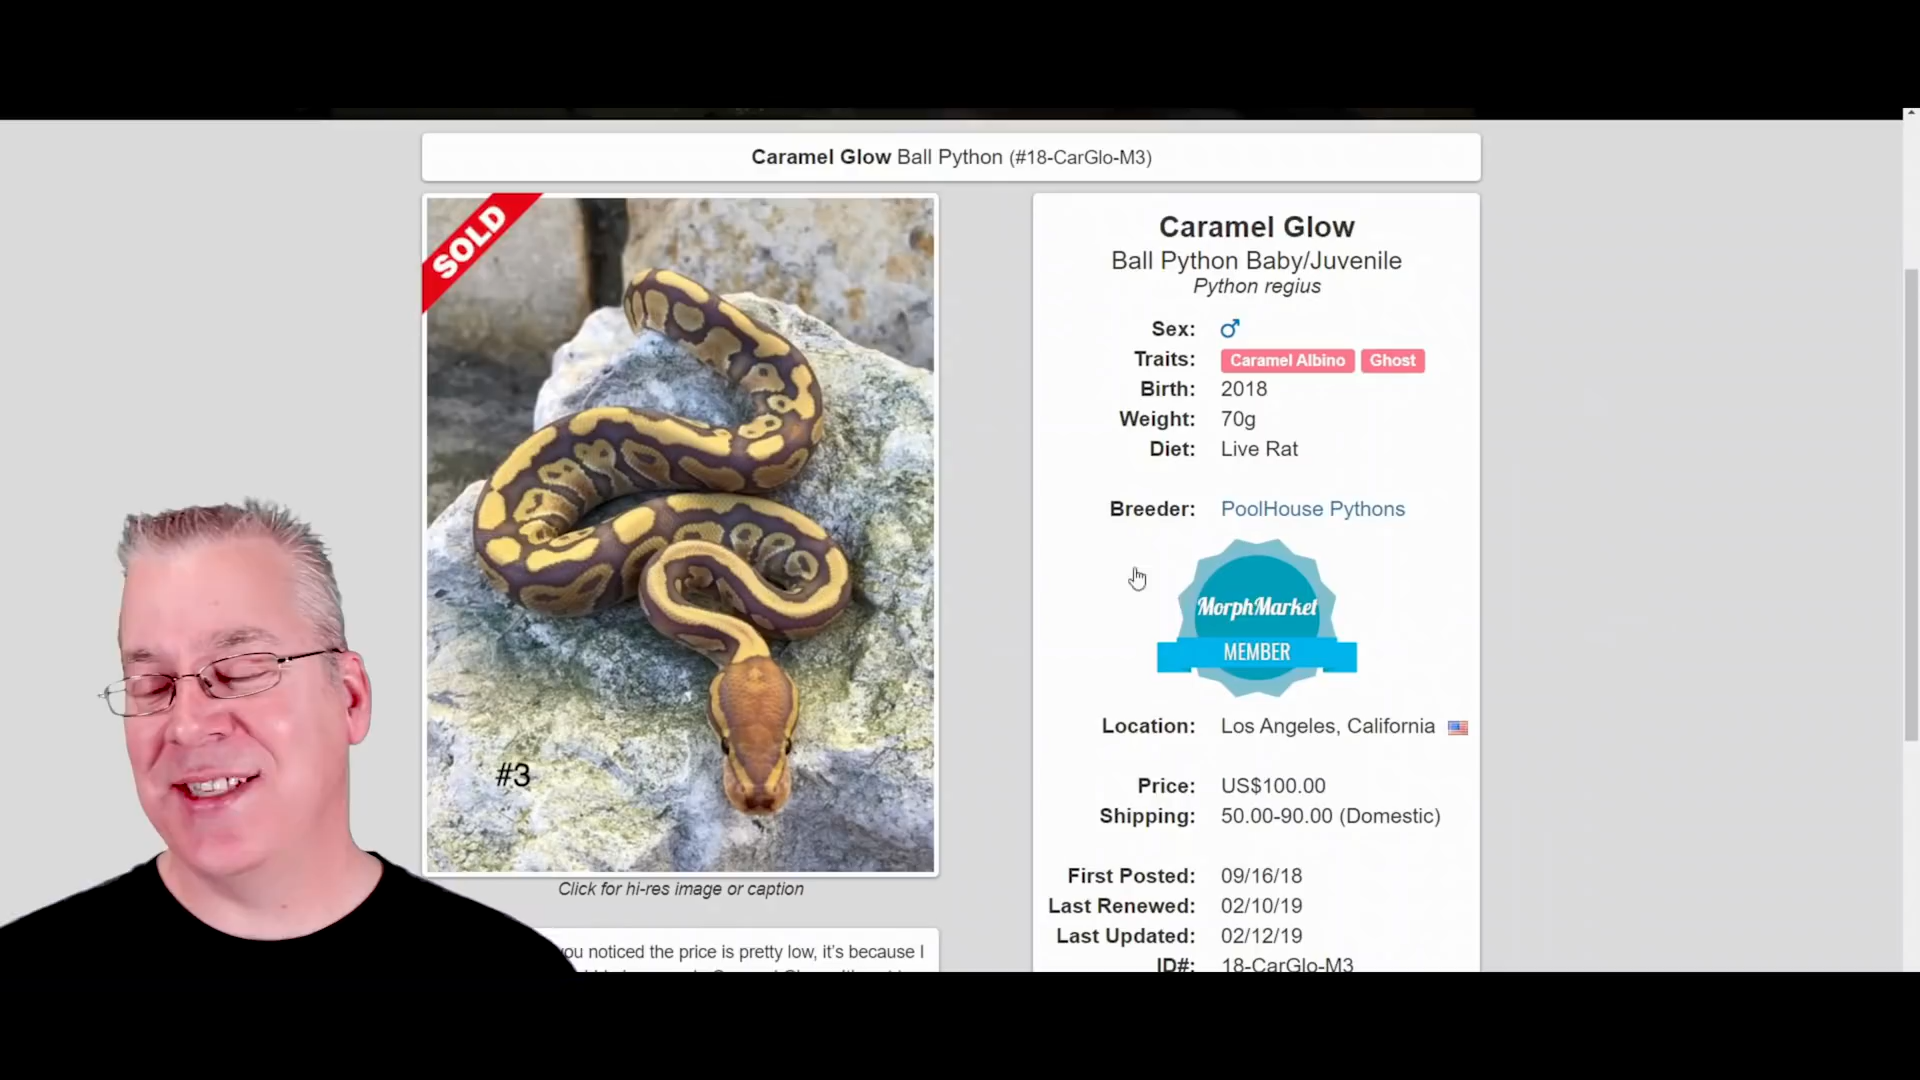 Caramel Glow Ball Python (#18-CarGlo-M3)
SOLD
#3
Click for hi-res image or caption
you noticed the price is pretty low, it's because I
Caramel Glow
Ball Python Baby/Juvenile
Python regius
Sex: ♂
Traits: Caramel Albino Ghost
Birth: 2018
Weight: 70g
Diet: Live Rat
Breeder: PoolHouse Pythons
MorphMarket
MEMBER
Location: Los Angeles, California
Price: US$100.00
Shipping: 50.00-90.00 (Domestic)
First Posted: 09/16/18
Last Renewed: 02/10/19
Last Updated: 02/12/19
ID#: 18-CarGlo-M3